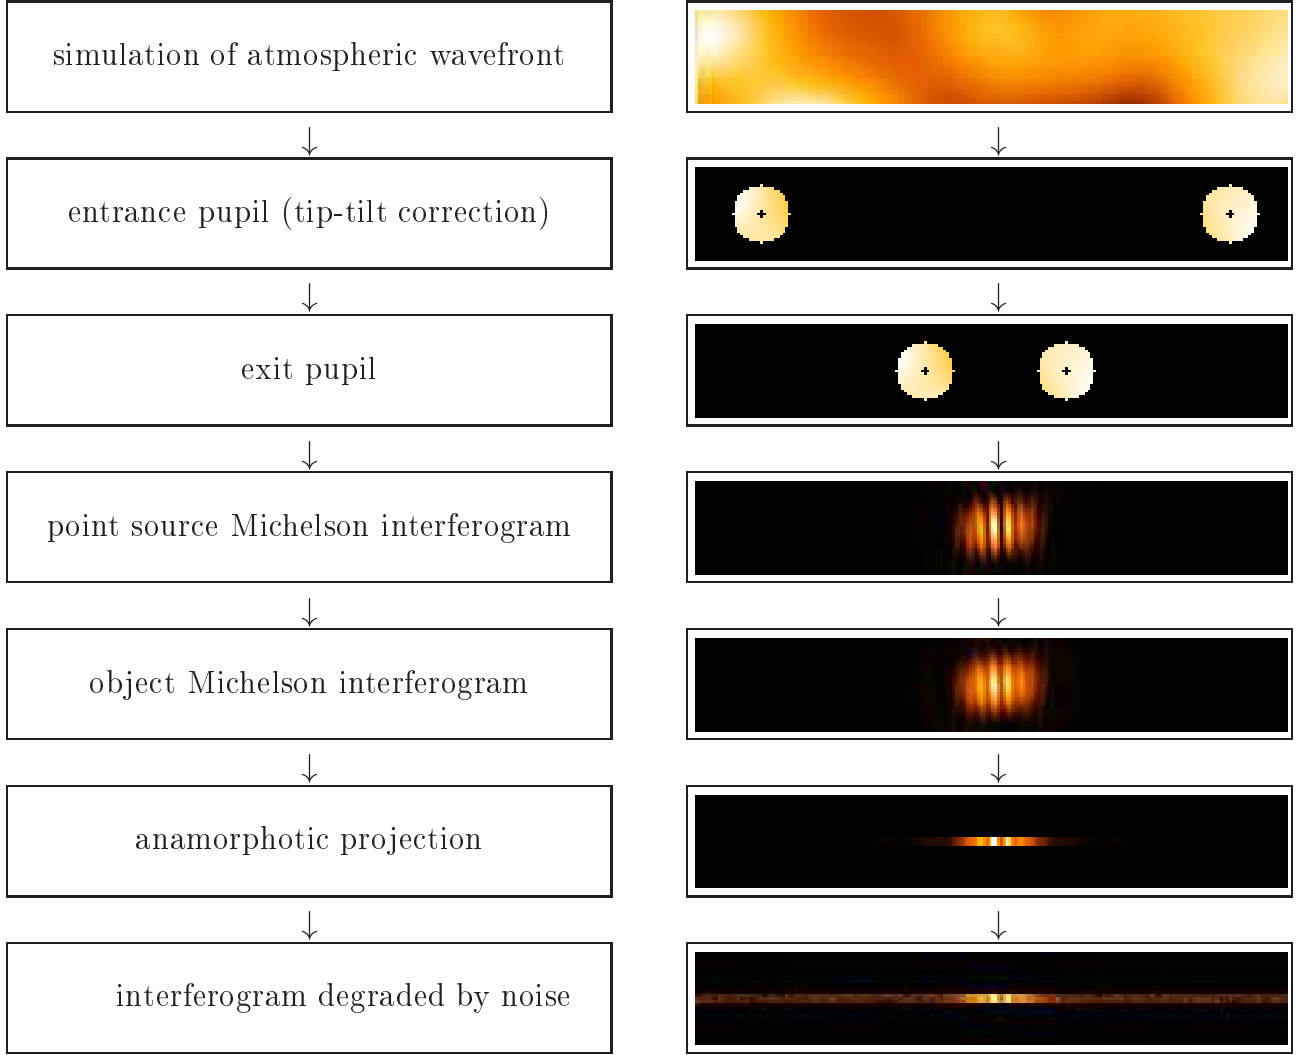 simulation of atmospheric wavefront
entrance pupil (tip-tilt correction)
exit pupil
point source Michelson interferogram
object Michelson interferogram
anamorphotic projection
interferogram degraded by noise